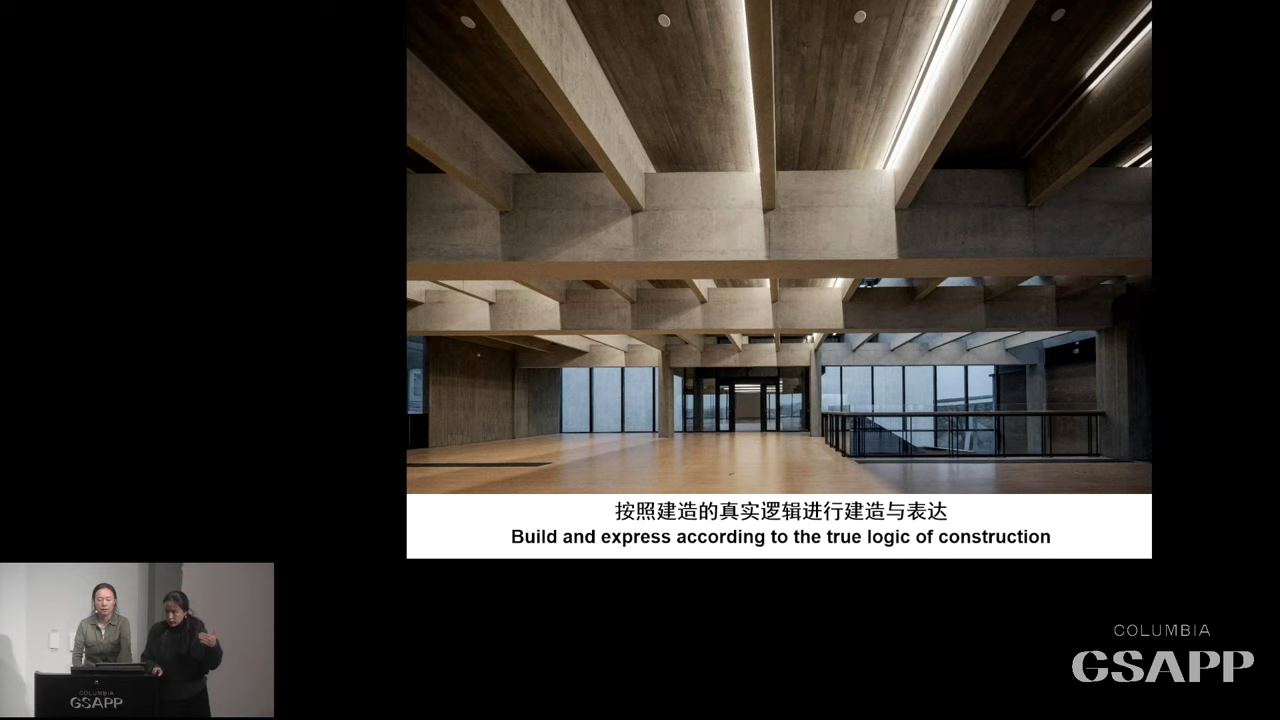 按照建造的真实逻辑进行建造与表达
Build and express according to the true logic of construction
COLUMBIA
GSAPP
COLUMBIA
GSAPP